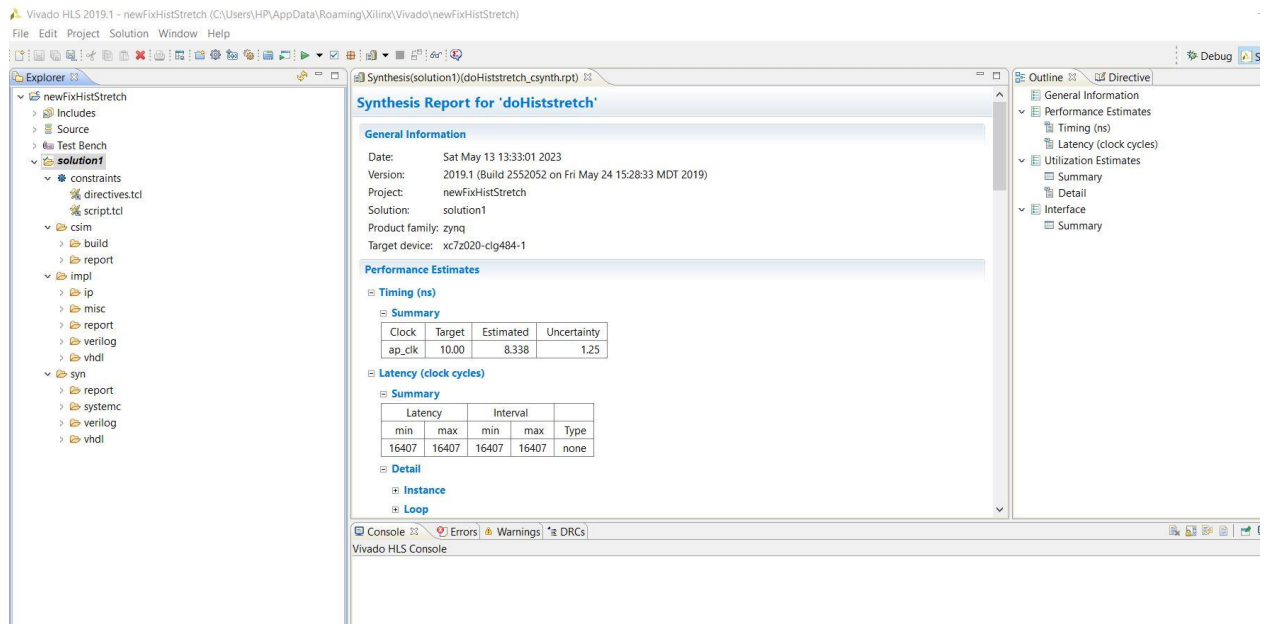 Vivado HLS 2019.1 - newFixHistStretch (C:\Users\HP\AppData\Roaming\Xilinx\Vivado\newFixHistStretch)
File Edit Project Solution Window Help
Debug S
Explorer
newFixHistStretch
Includes
Source
Test Bench
solution1
constraints
directives.tcl
script.tcl
csim
build
report
impl
ip
misc
report
verilog
vhdl
syn
report
systemc
verilog
vhdl
Synthesis(solution1)(doHiststretch_csynth.rpt)
Synthesis Report for 'doHiststretch'
General Information
Date: Sat May 13 13:33:01 2023
Version: 2019.1 (Build 2552052 on Fri May 24 15:28:33 MDT 2019)
Project: newFixHistStretch
Solution: solution1
Product family: zynq
Target device: xc7z020-clg484-1
Performance Estimates
Timing (ns)
Summary
Clock Target Estimated Uncertainty
ap_clk 10.00 8.338 1.25
Latency (clock cycles)
Summary
Latency Interval
min max min max Type
16407 16407 16407 16407 none
Detail
Instance
Loop
Outline Directive
General Information
Performance Estimates
Timing (ns)
Latency (clock cycles)
Utilization Estimates
Summary
Detail
Interface
Summary
Console Errors Warnings DRCs
Vivado HLS Console